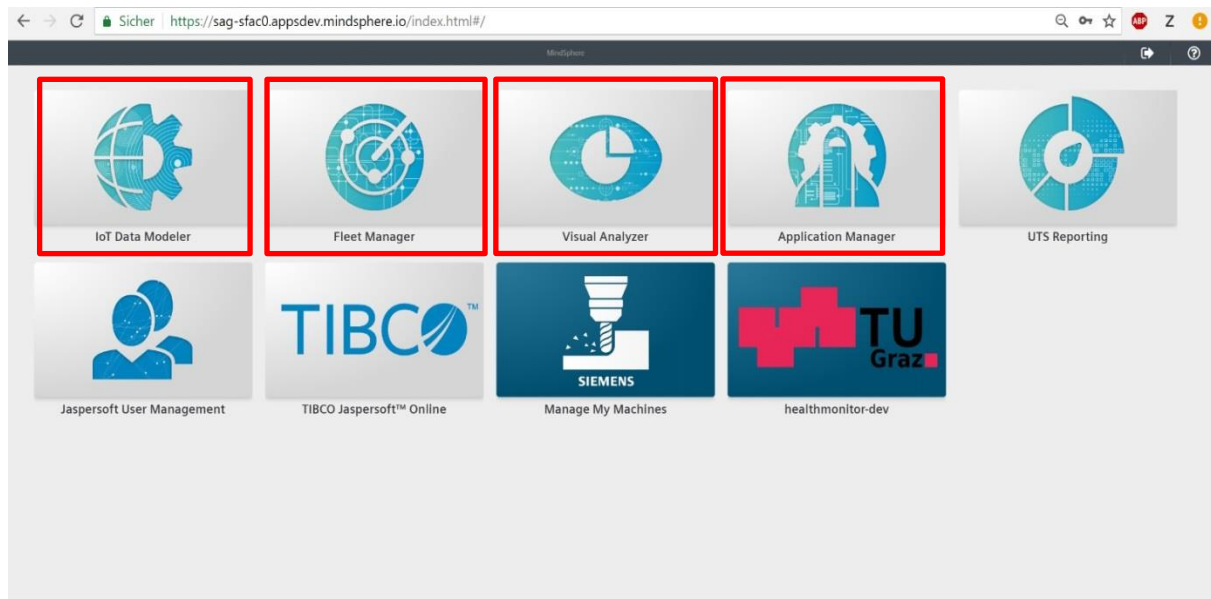 Sicher https://sag-sfac0.appsdev.mindsphere.io/index.html#/
ABP Z
MindSphere
IoT Data Modeler Fleet Manager Visual Analyzer Application Manager UTS Reporting
TIBCO™ SIEMENS TU Graz
Jaspersoft User Management TIBCO Jaspersoft™ Online Manage My Machines healthmonitor-dev